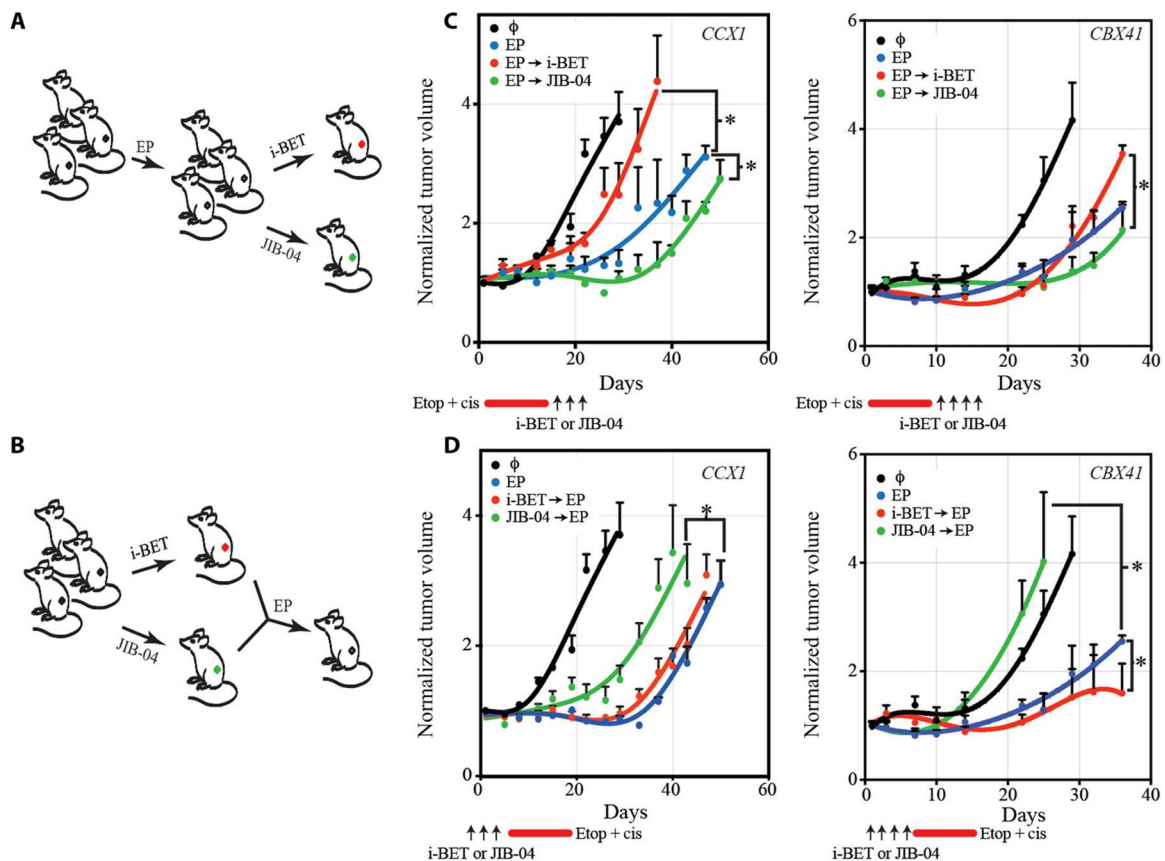 A
EP
i-BET
JIB-04
C
CCX1
ϕ
EP
EP → i-BET
EP → JIB-04
Normalized tumor volume
4
2
0
0
20
40
60
*
*
Days
Etop + cis
i-BET or JIB-04
CBX41
ϕ
EP
EP → i-BET
EP → JIB-04
Normalized tumor volume
6
4
2
0
0
10
20
30
40
*
Days
Etop + cis
i-BET or JIB-04
B
i-BET
JIB-04
EP
D
CCX1
ϕ
EP
i-BET → EP
JIB-04 → EP
Normalized tumor volume
4
2
0
0
20
40
60
*
Days
Etop + cis
i-BET or JIB-04
CBX41
ϕ
EP
i-BET → EP
JIB-04 → EP
Normalized tumor volume
6
4
2
0
0
10
20
30
40
*
*
Days
Etop + cis
i-BET or JIB-04